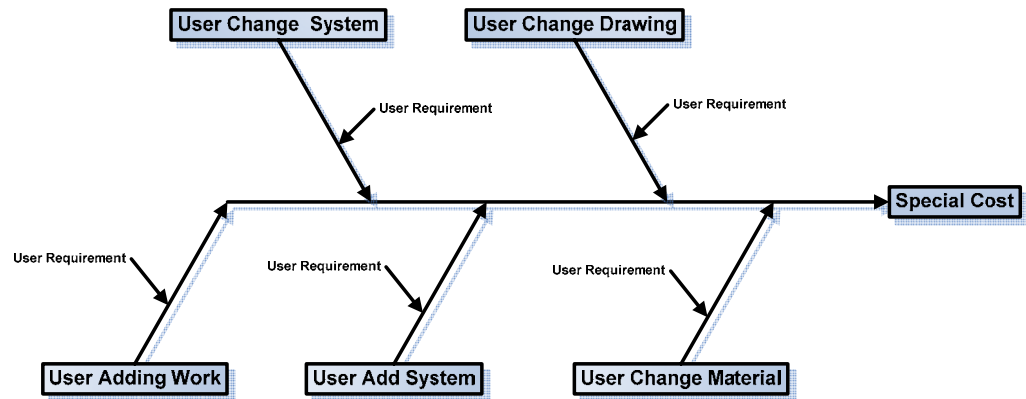 User Change  System
User Change Drawing
User Requirement
User Requirement
Special Cost
User Requirement
User Requirement
User Requirement
User Adding Work
User Add System
User Change Material